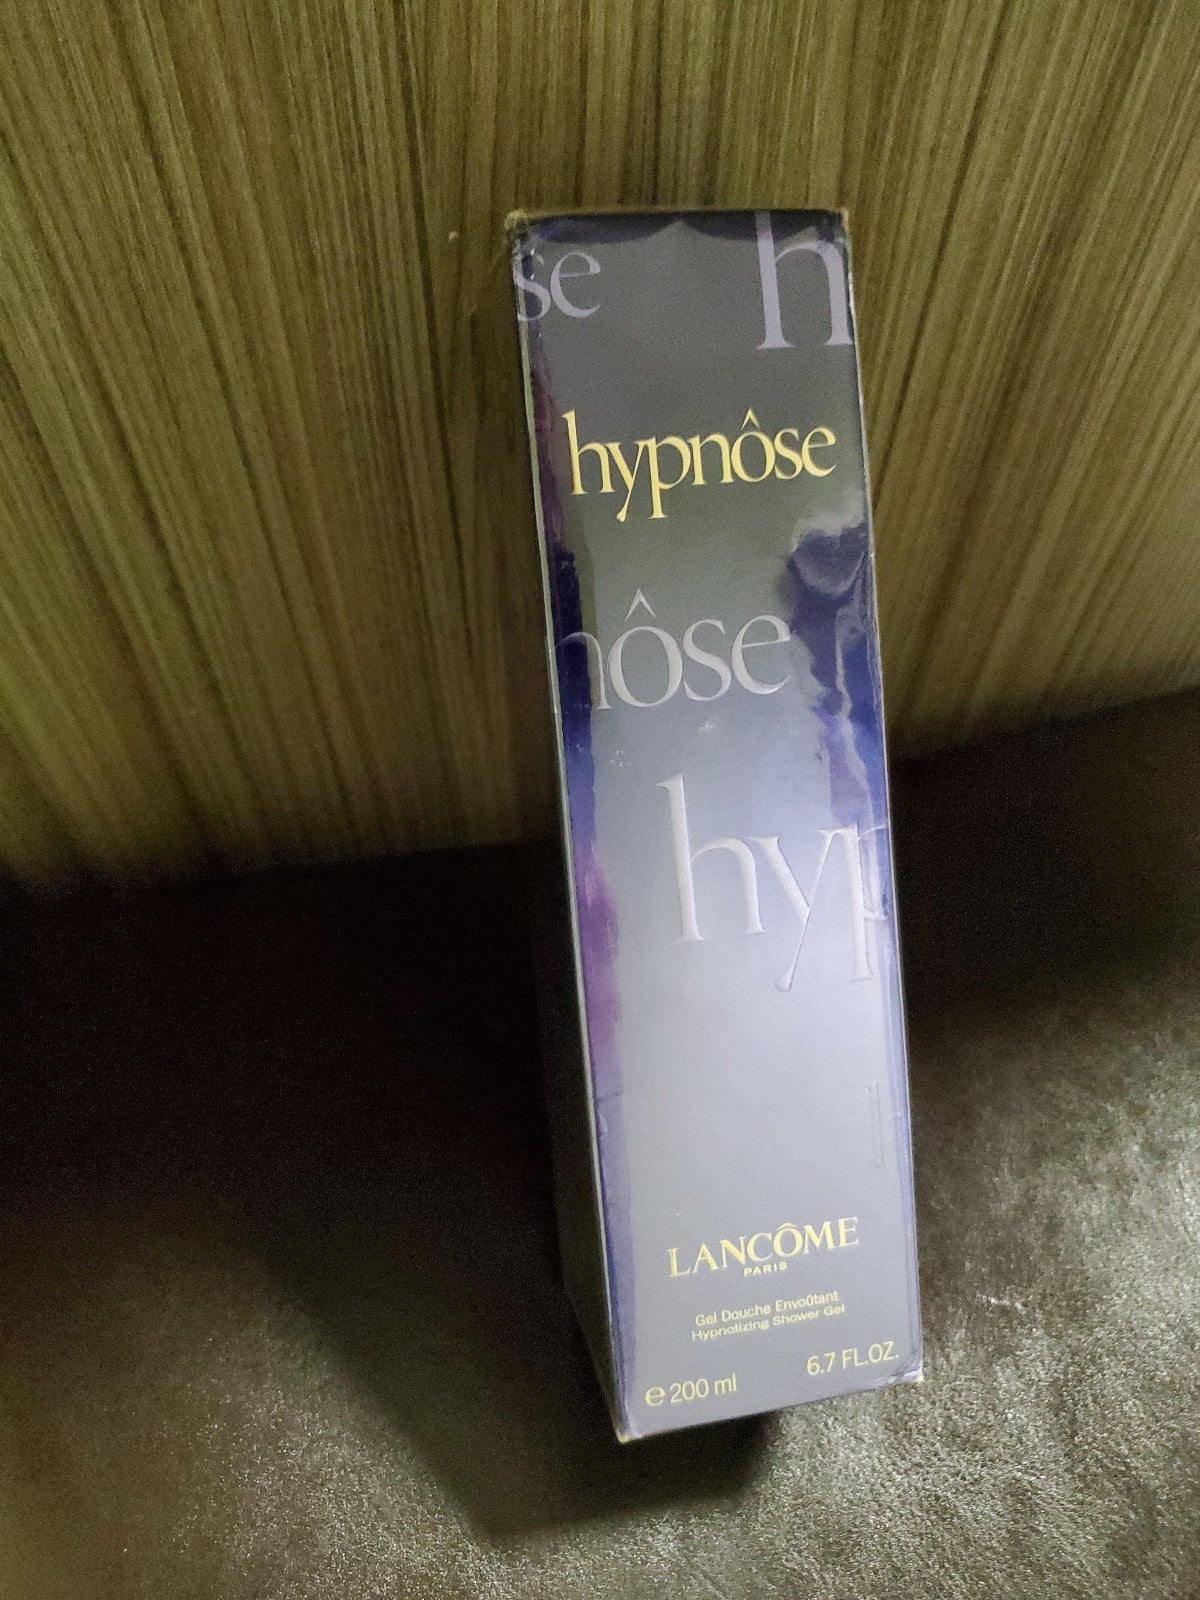 se h
hypnôse
nôse
hyp
LANCÔME
PARIS
Gel Douche Envoûtant
Hypnotizing Shower Gel
e 200 ml 6.7 FL.OZ.